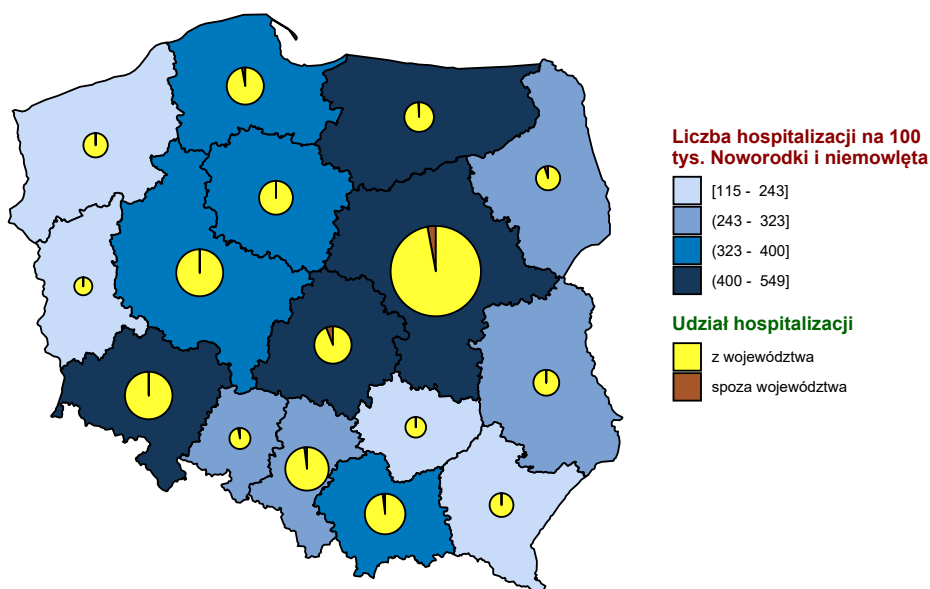 Liczba hospitalizacji na 100
tys. Noworodki i niemowlęta
[115 - 243]
(243 - 323]
(323 - 400]
(400 - 549]
Udział hospitalizacji
z województwa
spoza województwa